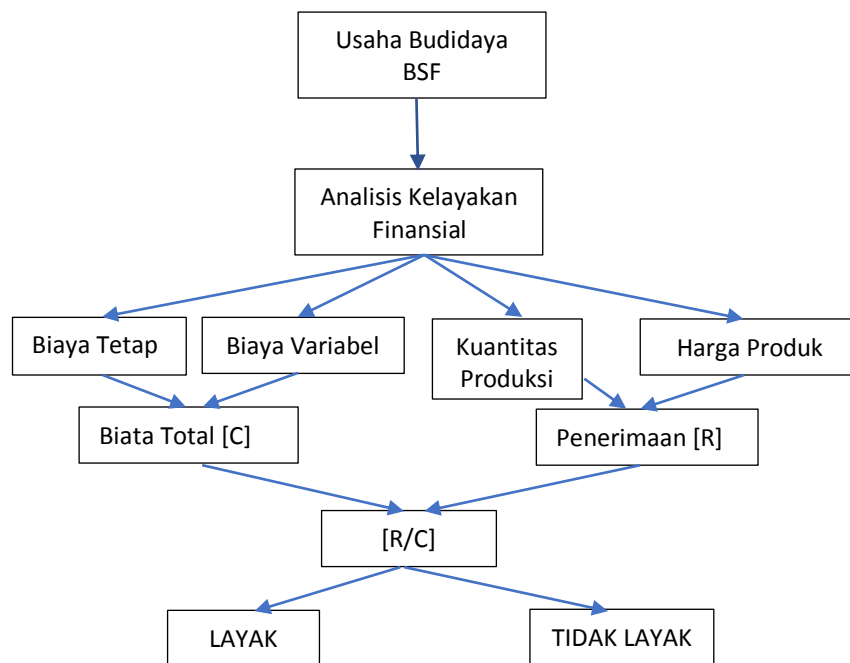 Usaha Budidaya
BSF
Analisis Kelayakan
Finansial
Biaya Tetap
Biaya Variabel
Kuantitas
Produksi
Harga Produk
Biata Total [C]
Penerimaan [R]
[R/C]
LAYAK
TIDAK LAYAK